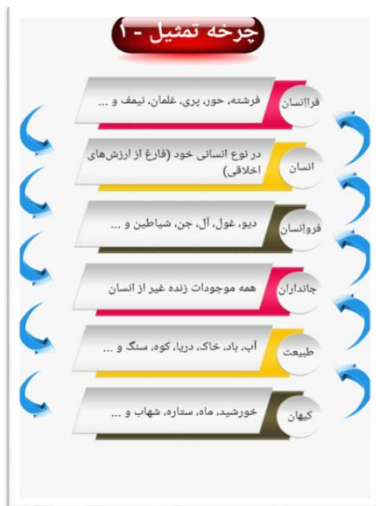 چرخه تمثیل - ۱
فراانسان
فرشته، حور، پری، غلمان، نیمف و ...
انسان
در نوع انسانی خود (فارغ از ارزش‌های
اخلاقی)
فروانسان
دیو، غول، آل، جن، شیاطین و ...
جانداران
همه موجودات زنده غیر از انسان
طبیعت
آب، باد، خاک، دریا، کوه، سنگ و ...
کیهان
خورشید، ماه، ستاره، شهاب و ...